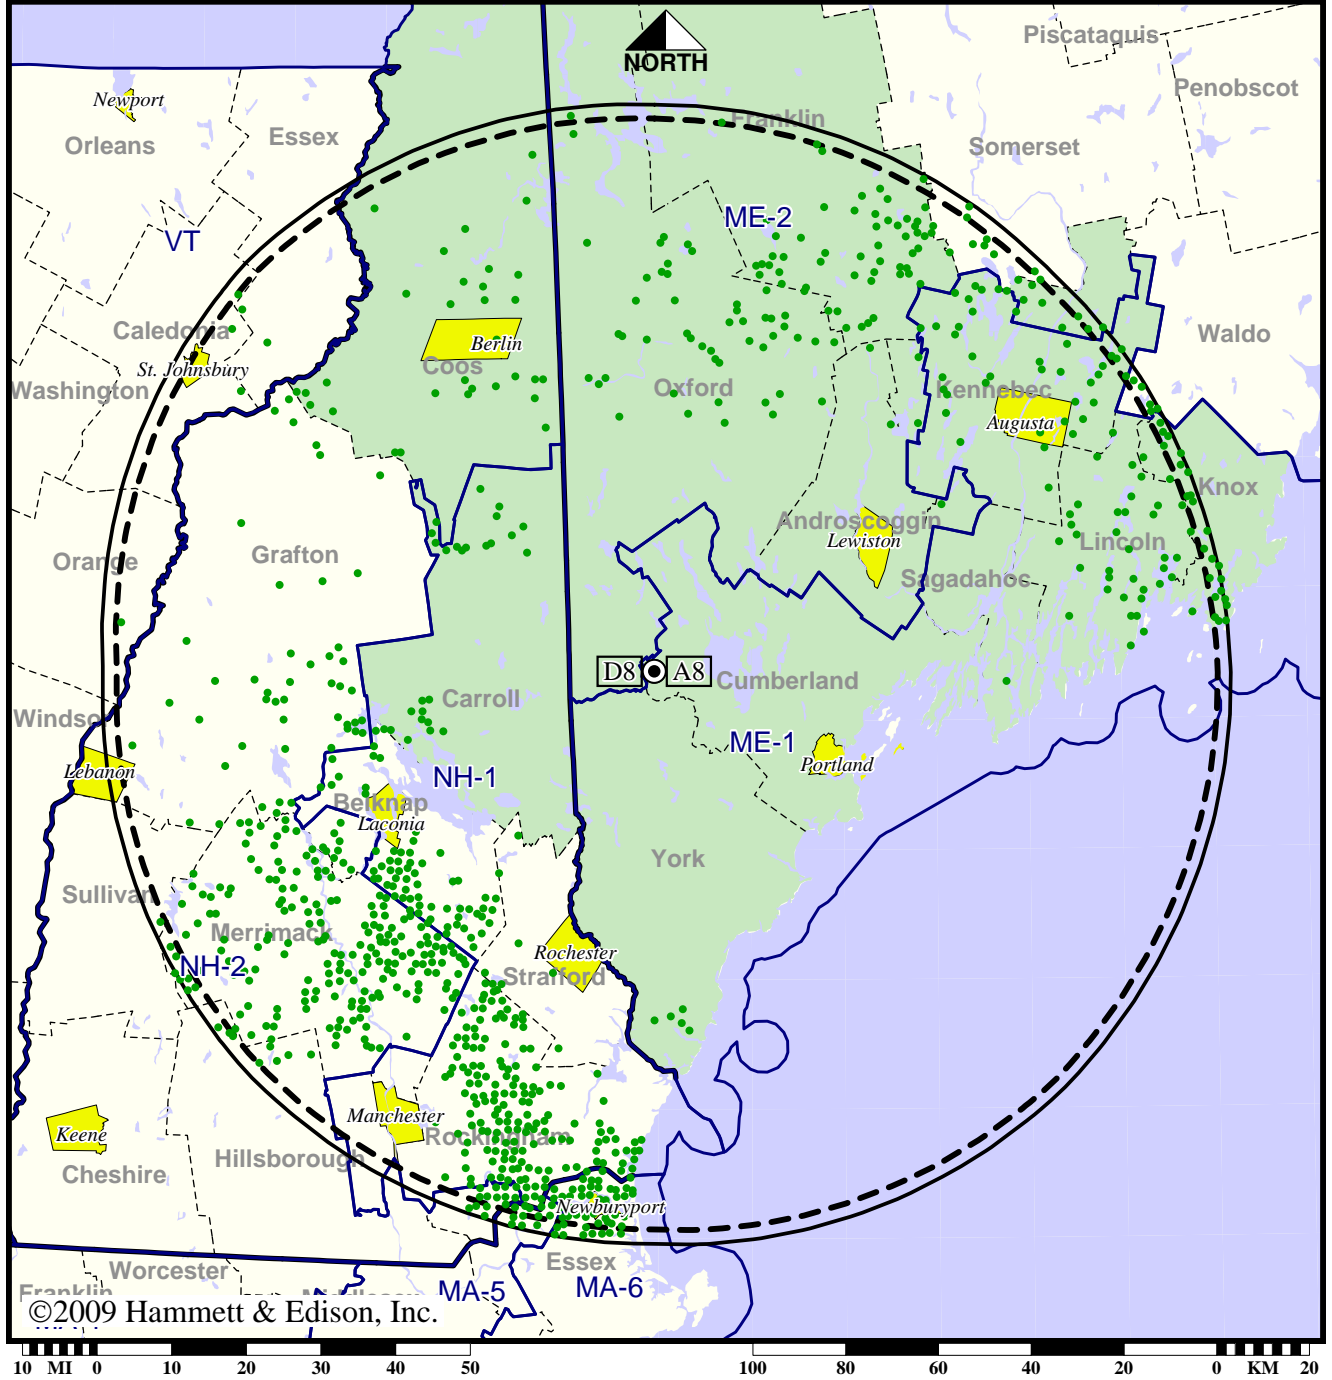 NORTH
Piscataquis
Penobscot
Newport
Orleans
Essex
Franklin
Somerset
VT
ME-2
Caledonia
St. Johnsbury
Washington
Berlin
Coos
Oxford
Kennebec
Augusta
Waldo
Knox
Orange
Grafton
Androscoggin
Lewiston
Lincoln
Sagadahoc
D8
A8
Cumberland
Carroll
Windsor
ME-1
Portland
Lebanon
NH-1
Belknap
Laconia
York
Sullivan
Merrimack
NH-2
Rochester
Strafford
Manchester
Rockingham
Keene
Cheshire
Hillsborough
Newburyport
Essex
Worcester
MA-5
MA-6
Franklin
©2009 Hammett & Edison, Inc.
10 MI 0 10 20 30 40 50 100 80 60 40 20 0 KM 20